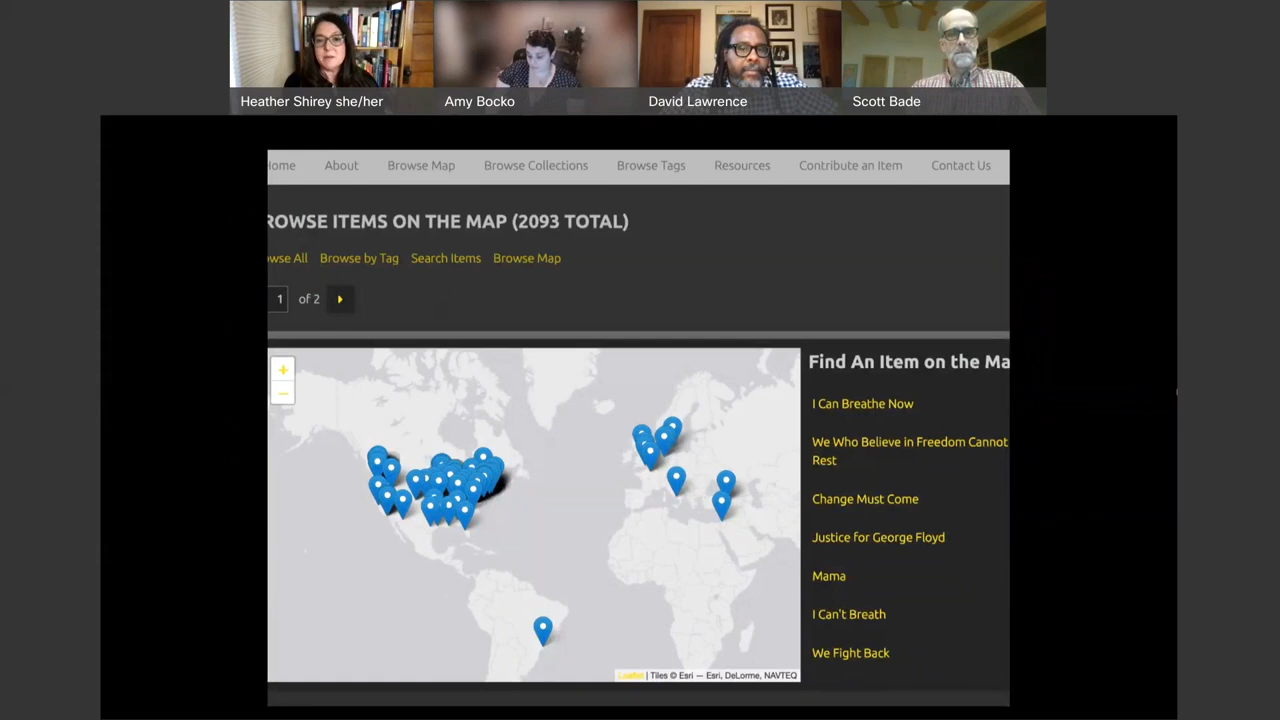 Heather Shirey she/her
Amy Bocko
David Lawrence
Scott Bade
Home About Browse Map Browse Collections Browse Tags Resources Contribute an Item Contact Us
ROWSE ITEMS ON THE MAP (2093 TOTAL)
owse All Browse by Tag Search Items Browse Map
1 of 2
+
−
Find An Item on the Ma
I Can Breathe Now
We Who Believe in Freedom Cannot
Rest
Change Must Come
Justice for George Floyd
Mama
I Can't Breath
We Fight Back
Leaflet | Tiles © Esri — Esri, DeLorme, NAVTEQ